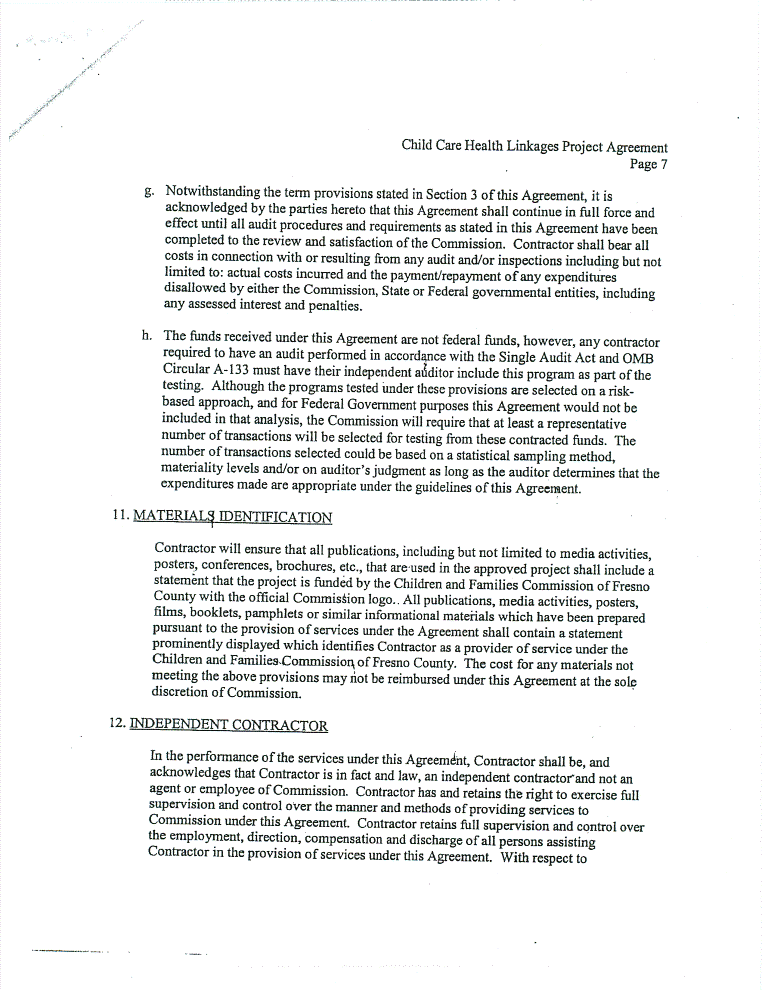 Child Care Health Linkages Project Agreement
Page 7
g. Notwithstanding the term provisions stated in Section 3 of this Agreement, it is
acknowledged by the parties hereto that this Agreement shall continue in full force and
effect until all audit procedures and requirements as stated in this Agreement have been
completed to the review and satisfaction of the Commission. Contractor shall bear all
costs in connection with or resulting from any audit and/or inspections including but not
limited to: actual costs incurred and the payment/repayment of any expenditures
disallowed by either the Commission, State or Federal governmental entities, including
any assessed interest and penalties.
h. The funds received under this Agreement are not federal funds, however, any contractor
required to have an audit performed in accordance with the Single Audit Act and OMB
Circular A-133 must have their independent auditor include this program as part of the
testing. Although the programs tested under these provisions are selected on a risk-
based approach, and for Federal Government purposes this Agreement would not be
included in that analysis, the Commission will require that at least a representative
number of transactions will be selected for testing from these contracted funds. The
number of transactions selected could be based on a statistical sampling method,
materiality levels and/or on auditor's judgment as long as the auditor determines that the
expenditures made are appropriate under the guidelines of this Agreement.
11. MATERIALS IDENTIFICATION
Contractor will ensure that all publications, including but not limited to media activities,
posters, conferences, brochures, etc., that are used in the approved project shall include a
statement that the project is funded by the Children and Families Commission of Fresno
County with the official Commission logo.. All publications, media activities, posters,
films, booklets, pamphlets or similar informational materials which have been prepared
pursuant to the provision of services under the Agreement shall contain a statement
prominently displayed which identifies Contractor as a provider of service under the
Children and Families Commission of Fresno County. The cost for any materials not
meeting the above provisions may not be reimbursed under this Agreement at the sole
discretion of Commission.
12. INDEPENDENT CONTRACTOR
In the performance of the services under this Agreement, Contractor shall be, and
acknowledges that Contractor is in fact and law, an independent contractor and not an
agent or employee of Commission. Contractor has and retains the right to exercise full
supervision and control over the manner and methods of providing services to
Commission under this Agreement. Contractor retains full supervision and control over
the employment, direction, compensation and discharge of all persons assisting
Contractor in the provision of services under this Agreement. With respect to